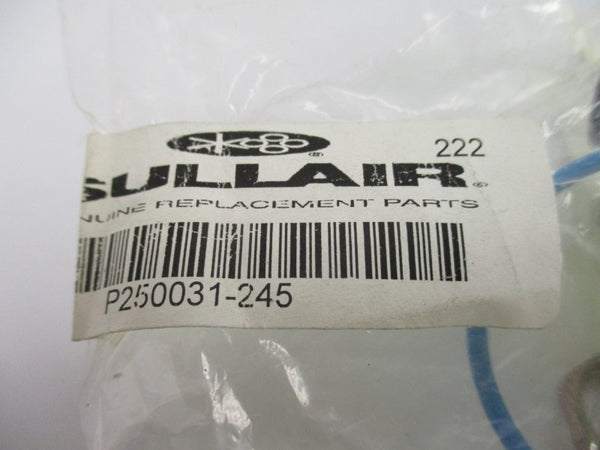 222
SULLAIR®
NUINE REPLACEMENT PARTS
P250031-245